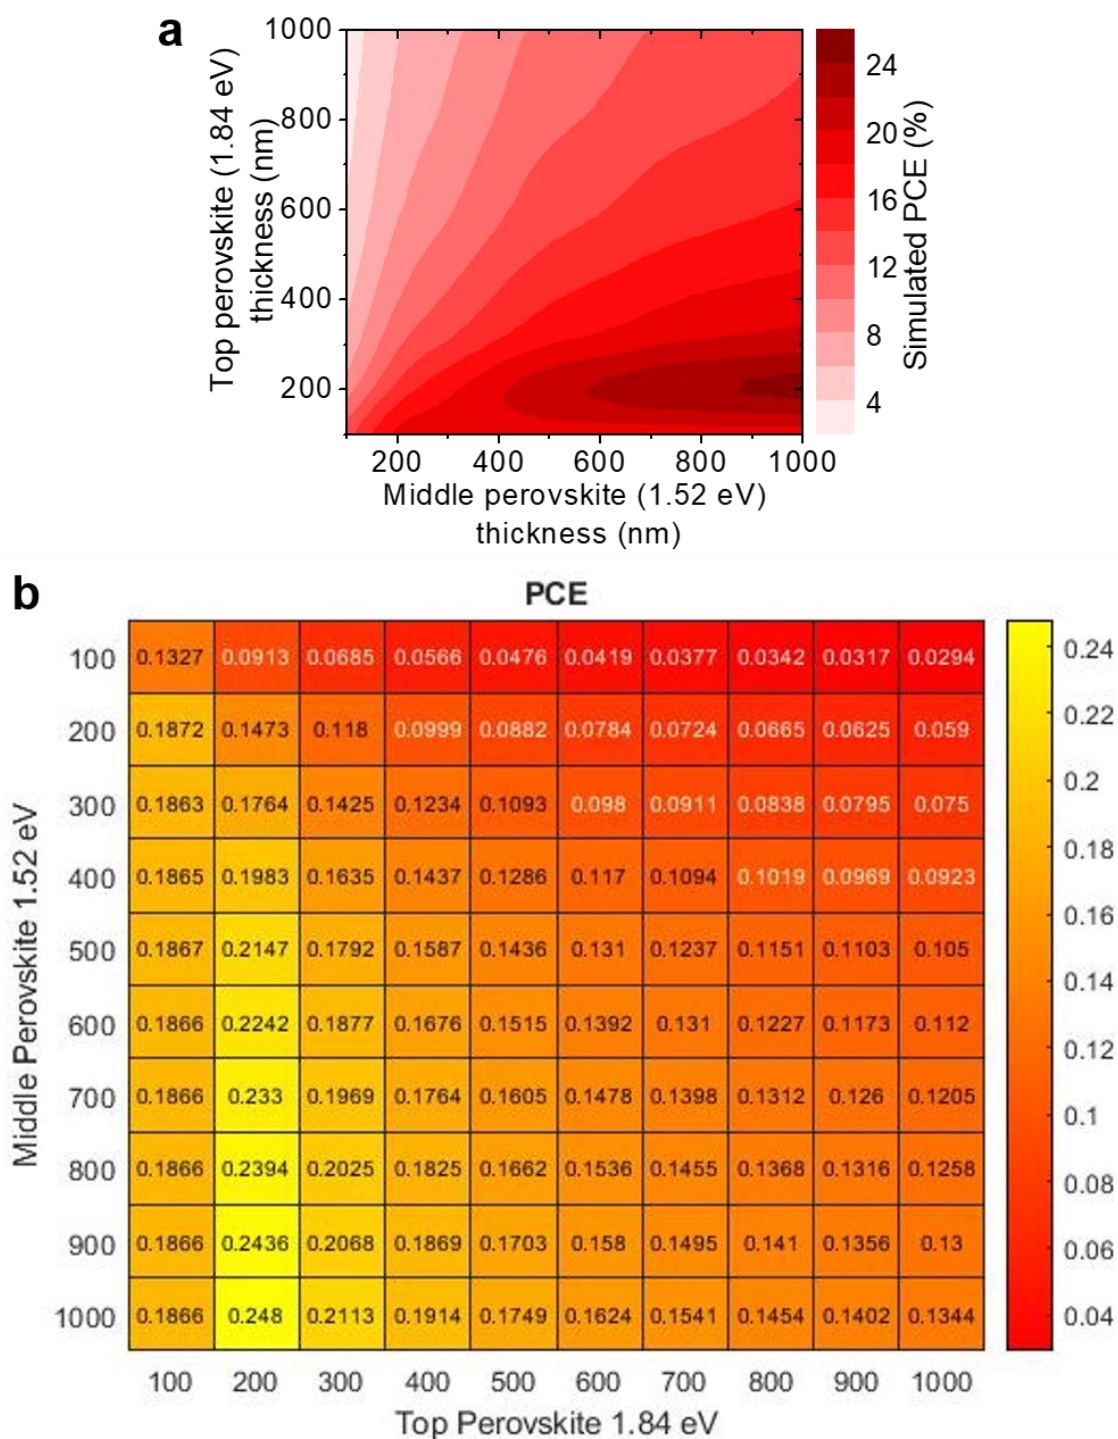 a
Top perovskite (1.84 eV)
thickness (nm)
1000
800
600
400
200
200 400 600 800 1000
Middle perovskite (1.52 eV)
thickness (nm)
24
20
16
12
8
4
Simulated PCE (%)
b
PCE
Middle Perovskite 1.52 eV
100 0.1327 0.0913 0.0685 0.0566 0.0476 0.0419 0.0377 0.0342 0.0317 0.0294
200 0.1872 0.1473 0.118 0.0999 0.0882 0.0784 0.0724 0.0665 0.0625 0.059
300 0.1863 0.1764 0.1425 0.1234 0.1093 0.098 0.0911 0.0838 0.0795 0.075
400 0.1865 0.1983 0.1635 0.1437 0.1286 0.117 0.1094 0.1019 0.0969 0.0923
500 0.1867 0.2147 0.1792 0.1587 0.1436 0.131 0.1237 0.1151 0.1103 0.105
600 0.1866 0.2242 0.1877 0.1676 0.1515 0.1392 0.131 0.1227 0.1173 0.112
700 0.1866 0.233 0.1969 0.1764 0.1605 0.1478 0.1398 0.1312 0.126 0.1205
800 0.1866 0.2394 0.2025 0.1825 0.1662 0.1536 0.1455 0.1368 0.1316 0.1258
900 0.1866 0.2436 0.2068 0.1869 0.1703 0.158 0.1495 0.141 0.1356 0.13
1000 0.1866 0.248 0.2113 0.1914 0.1749 0.1624 0.1541 0.1454 0.1402 0.1344
100 200 300 400 500 600 700 800 900 1000
Top Perovskite 1.84 eV
0.24
0.22
0.2
0.18
0.16
0.14
0.12
0.1
0.08
0.06
0.04